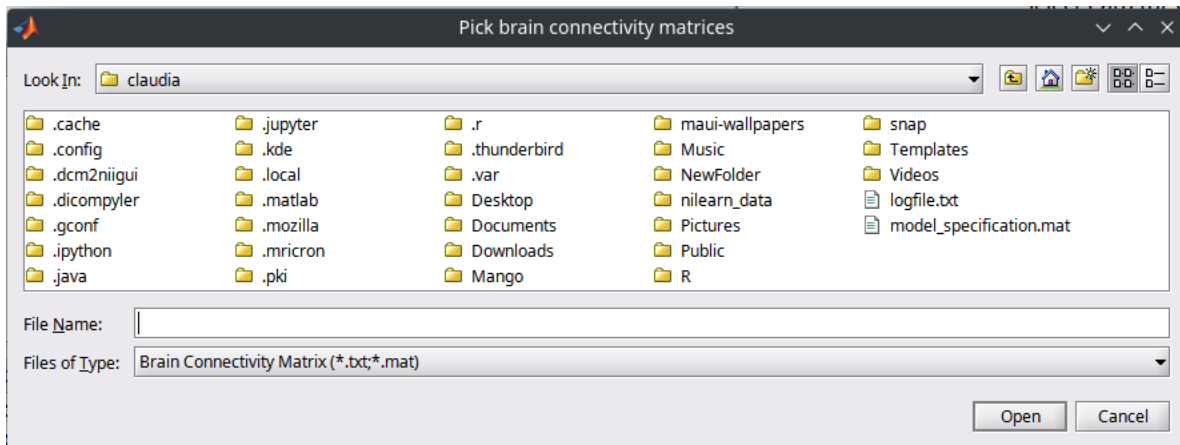 Pick brain connectivity matrices
Look In: claudia
.cache .jupyter .r maui-wallpapers snap
.config .kde .thunderbird Music Templates
.dcm2niigui .local .var NewFolder Videos
.dicompyler .matlab Desktop nilearn_data logfile.txt
.gconf .mozilla Documents Pictures model_specification.mat
.ipython .mricron Downloads Public
.java .pki Mango R
File Name:
Files of Type: Brain Connectivity Matrix (*.txt;*.mat)
Open Cancel